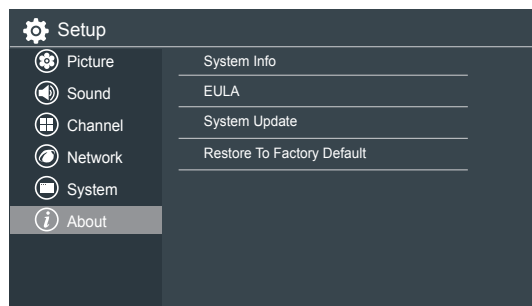 Setup
Picture
Sound
Channel
Network
System
About
System Info
EULA
System Update
Restore To Factory Default